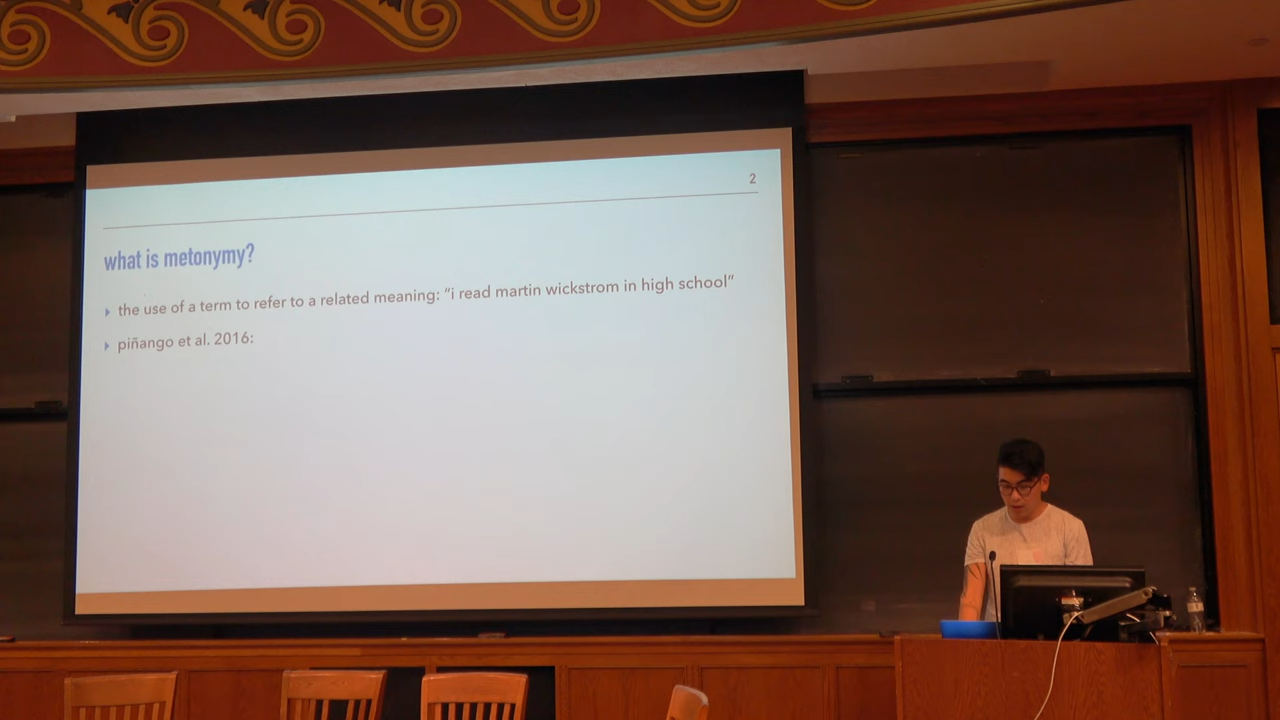 2
what is metonymy?
the use of a term to refer to a related meaning: “i read martin wickstrom in high school”
piñango et al. 2016: